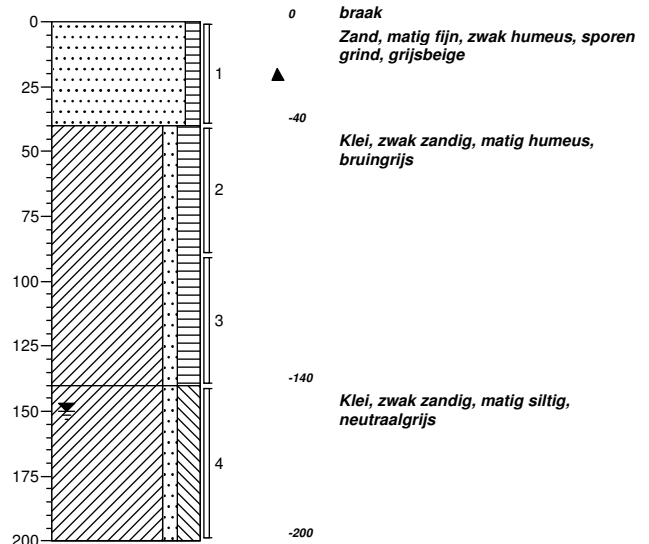 0
braak
0
Zand, matig fijn, zwak humeus, sporen
grind, grijsbeige
1
25
-40
Klei, zwak zandig, matig humeus,
bruingrijs
50
2
75
100
3
125
-140
Klei, zwak zandig, matig siltig,
neutraalgrijs
150
4
175
-200
200